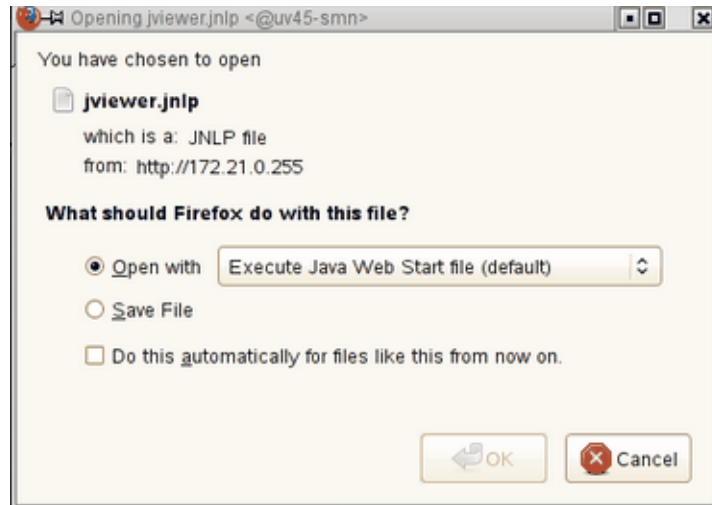 Opening jviewer.jnlp <@uv45-smn>
You have chosen to open
jviewer.jnlp
which is a: JNLP file
from: http://172.21.0.255
What should Firefox do with this file?
Open with Execute Java Web Start file (default)
Save File
Do this automatically for files like this from now on.
OK Cancel